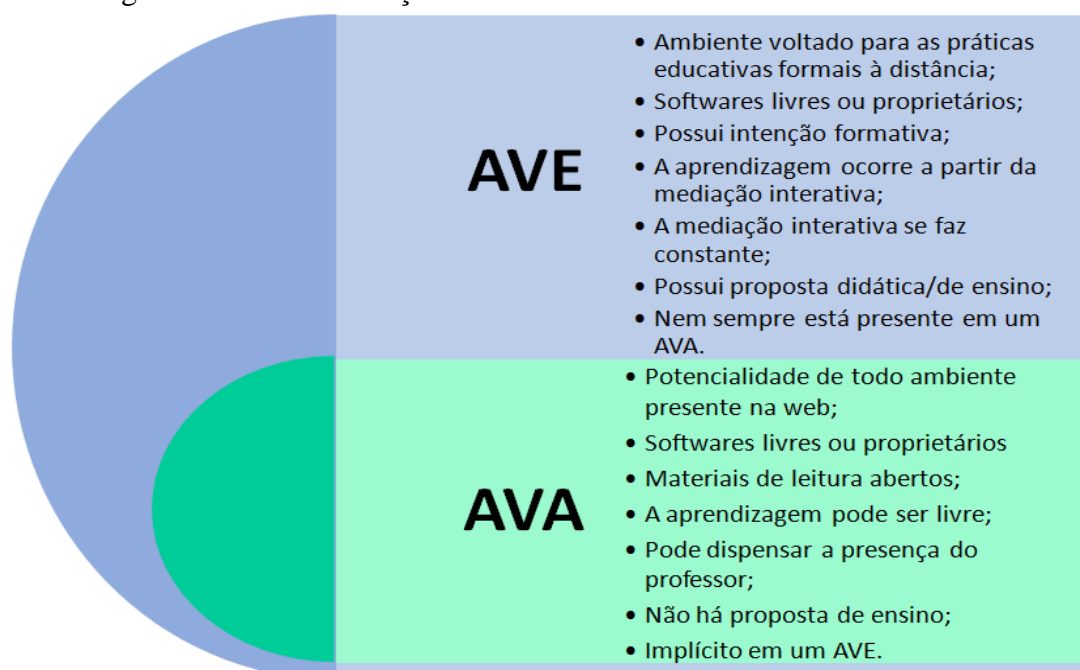 AVE
• Ambiente voltado para as práticas
educativas formais à distância;
• Softwares livres ou proprietários;
• Possui intenção formativa;
• A aprendizagem ocorre a partir da
mediação interativa;
• A mediação interativa se faz
constante;
• Possui proposta didática/de ensino;
• Nem sempre está presente em um
AVA.
AVA
• Potencialidade de todo ambiente
presente na web;
• Softwares livres ou proprietários
• Materiais de leitura abertos;
• A aprendizagem pode ser livre;
• Pode dispensar a presença do
professor;
• Não há proposta de ensino;
• Implícito em um AVE.